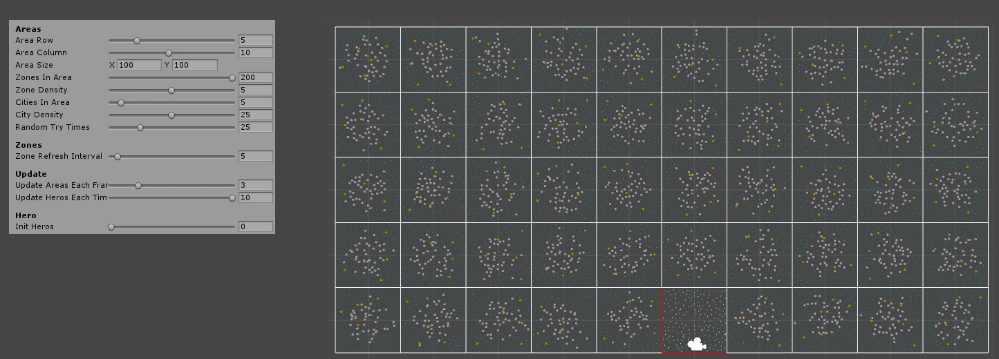 Areas
Area Row 5
Area Column 10
Area Size X 100 Y 100
Zones In Area 200
Zone Density 5
Cities In Area 5
City Density 25
Random Try Times 25
Zones
Zone Refresh Interval 5
Update
Update Areas Each Frar 3
Update Heros Each Tim 10
Hero
Init Heros 0